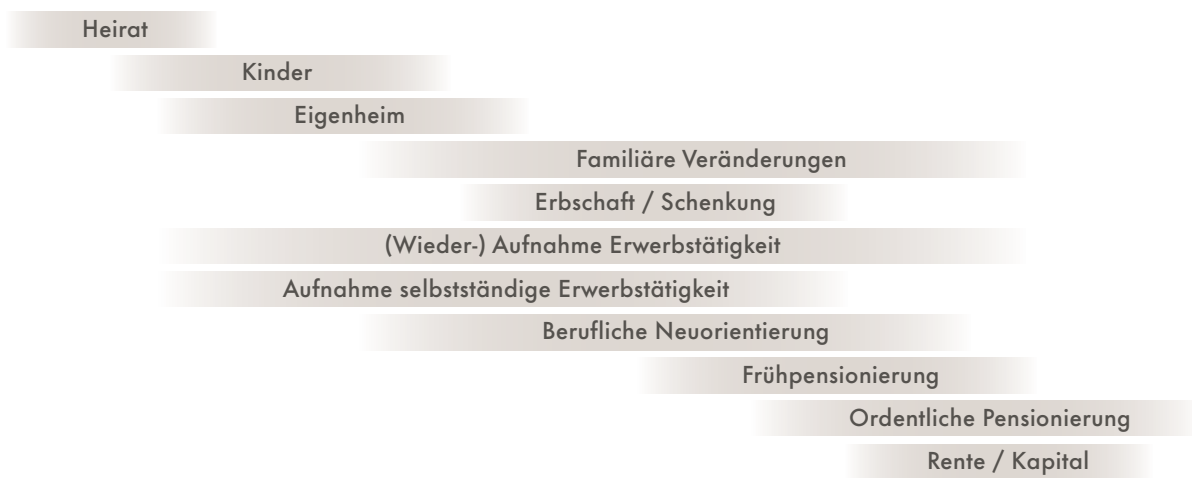 Heirat
Kinder
Eigenheim
Familiäre Veränderungen
Erbschaft / Schenkung
(Wieder-) Aufnahme Erwerbstätigkeit
Aufnahme selbstständige Erwerbstätigkeit
Berufliche Neuorientierung
Frühpensionierung
Ordentliche Pensionierung
Rente / Kapital